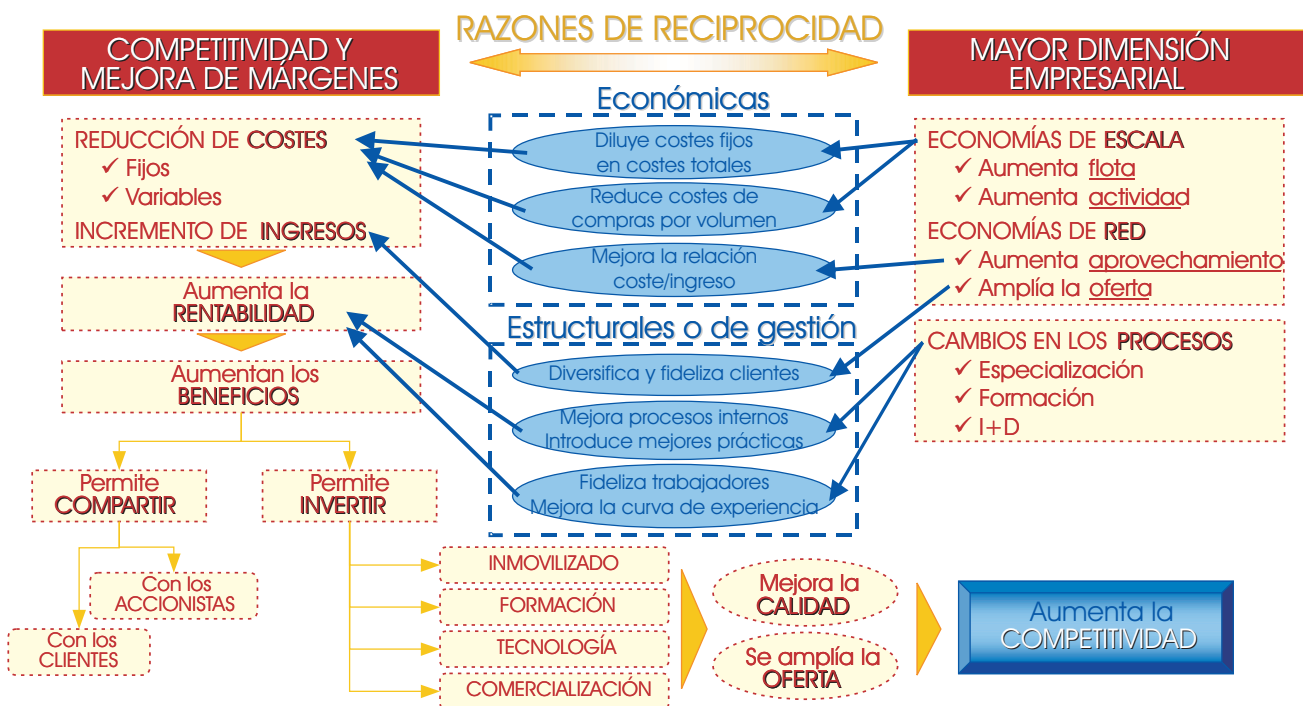 RAZONES DE RECIPROCIDAD
COMPETITIVIDAD Y
MEJORA DE MÁRGENES
MAYOR DIMENSIÓN
EMPRESARIAL
REDUCCIÓN DE COSTES
✓ Fijos
✓ Variables
INCREMENTO DE INGRESOS
Aumenta la
RENTABILIDAD
Aumentan los
BENEFICIOS
Permite
COMPARTIR
Permite
INVERTIR
Con los
ACCIONISTAS
Con los
CLIENTES
Económicas
Diluye costes fijos
en costes totales
Reduce costes de
compras por volumen
Mejora la relación
coste/ingreso
Estructurales o de gestión
Diversifica y fideliza clientes
Mejora procesos internos
Introduce mejores prácticas
Fideliza trabajadores
Mejora la curva de experiencia
ECONOMÍAS DE ESCALA
✓ Aumenta flota
✓ Aumenta actividad
ECONOMÍAS DE RED
✓ Aumenta aprovechamiento
✓ Amplía la oferta
CAMBIOS EN LOS PROCESOS
✓ Especialización
✓ Formación
✓ I+D
INMOVILIZADO
FORMACIÓN
TECNOLOGÍA
COMERCIALIZACIÓN
Mejora la
CALIDAD
Se amplía la
OFERTA
Aumenta la
COMPETITIVIDAD